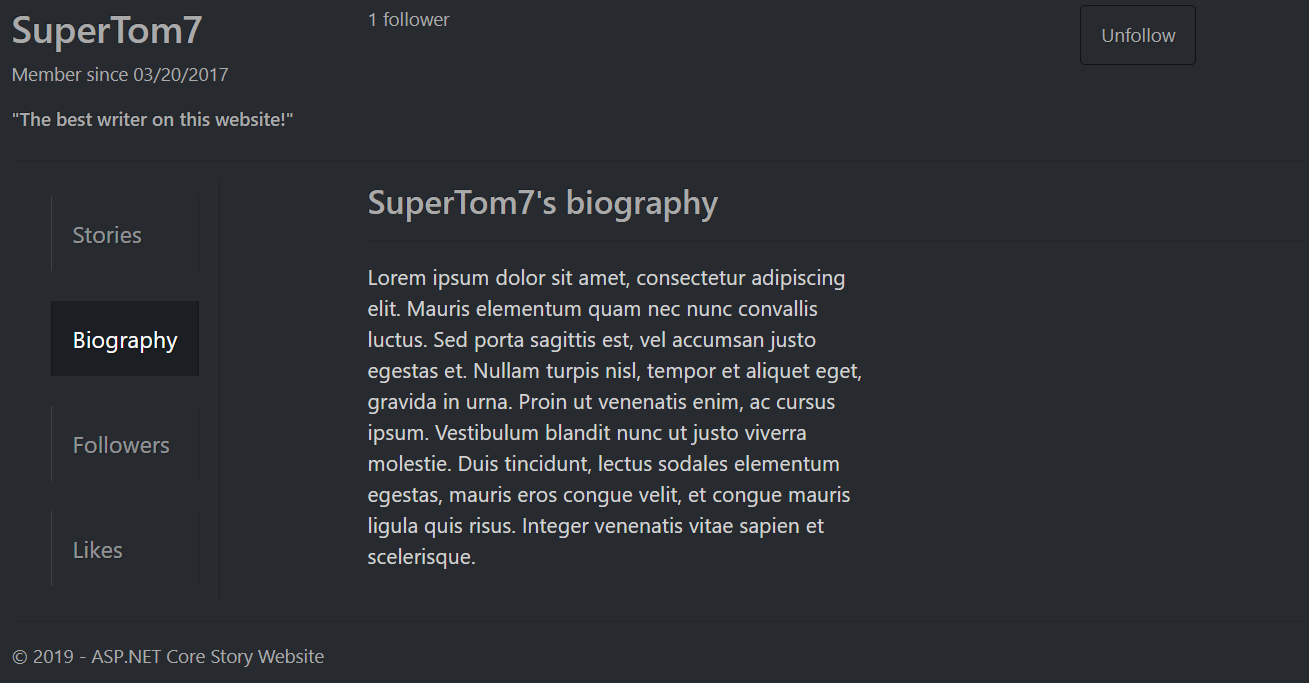 SuperTom7
1 follower
Unfollow
Member since 03/20/2017
"The best writer on this website!"
Stories
Biography
Followers
Likes
SuperTom7's biography
Lorem ipsum dolor sit amet, consectetur adipiscing
elit. Mauris elementum quam nec nunc convallis
luctus. Sed porta sagittis est, vel accumsan justo
egestas et. Nullam turpis nisl, tempor et aliquet eget,
gravida in urna. Proin ut venenatis enim, ac cursus
ipsum. Vestibulum blandit nunc ut justo viverra
molestie. Duis tincidunt, lectus sodales elementum
egestas, mauris eros congue velit, et congue mauris
ligula quis risus. Integer venenatis vitae sapien et
scelerisque.
© 2019 - ASP.NET Core Story Website